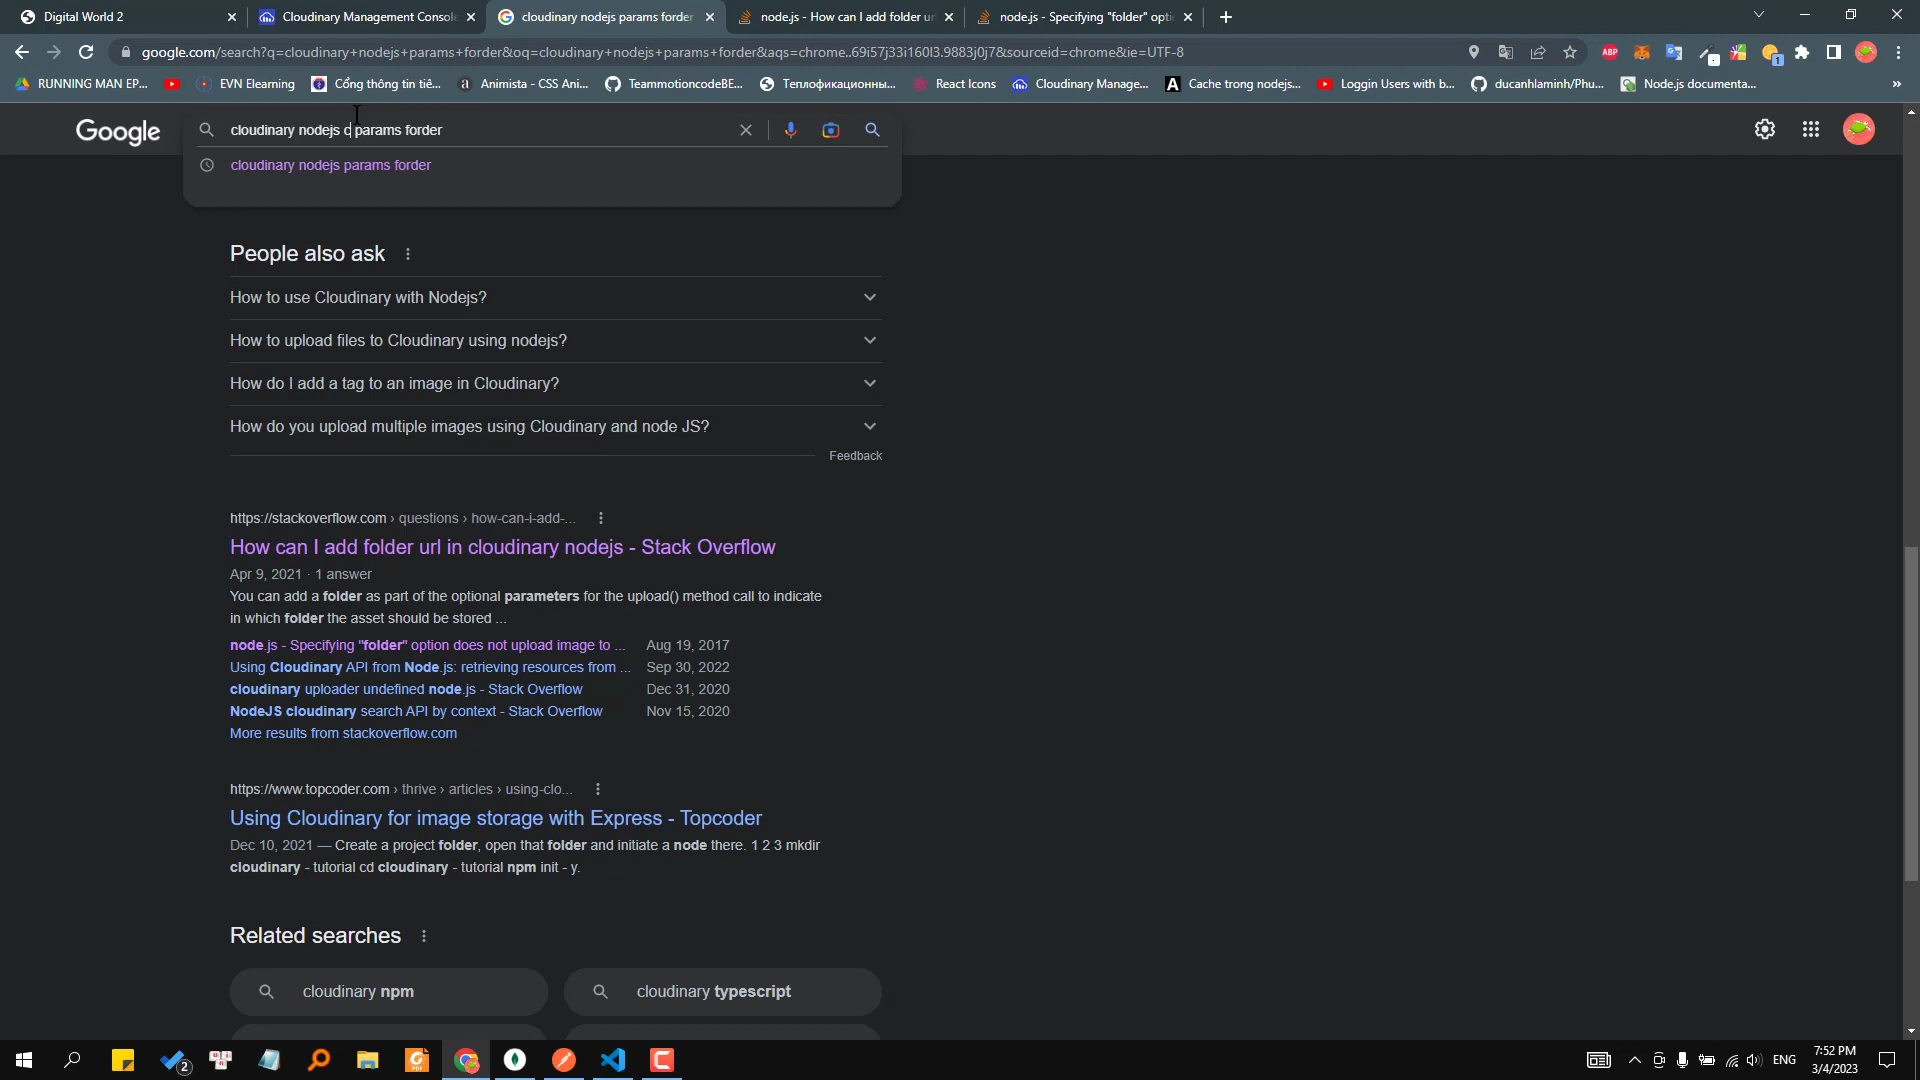 Digital World 2
Cloudinary Management Console
cloudinary nodejs params forder
node.js - How can I add folder ur
node.js - Specifying "folder" opti
google.com/search?q=cloudinary+nodejs+params+forder&oq=cloudinary+nodejs+params+forder&aqs=chrome..69i57j33i160l3.9883j0j7&sourceid=chrome&ie=UTF-8
ABP
1
RUNNING MAN EP...
EVN Elearning
Cổng thông tin tiê...
Animista - CSS Ani...
TeammotioncodeBE...
Теплофикационны...
React Icons
Cloudinary Manage...
Cache trong nodejs...
Loggin Users with b...
ducanhlaminh/Phu...
Node.js documenta...
»
Google
cloudinary nodejs c params forder
cloudinary nodejs params forder
People also ask
How to use Cloudinary with Nodejs?
How to upload files to Cloudinary using nodejs?
How do I add a tag to an image in Cloudinary?
How do you upload multiple images using Cloudinary and node JS?
Feedback
https://stackoverflow.com › questions › how-can-i-add-...
How can I add folder url in cloudinary nodejs - Stack Overflow
Apr 9, 2021 · 1 answer
You can add a folder as part of the optional parameters for the upload() method call to indicate
in which folder the asset should be stored ...
node.js - Specifying "folder" option does not upload image to ... Aug 19, 2017
Using Cloudinary API from Node.js: retrieving resources from ... Sep 30, 2022
cloudinary uploader undefined node.js - Stack Overflow Dec 31, 2020
NodeJS cloudinary search API by context - Stack Overflow Nov 15, 2020
More results from stackoverflow.com
https://www.topcoder.com › thrive › articles › using-clo...
Using Cloudinary for image storage with Express - Topcoder
Dec 10, 2021 — Create a project folder, open that folder and initiate a node there. 1 2 3 mkdir
cloudinary - tutorial cd cloudinary - tutorial npm init - y.
Related searches
cloudinary npm
cloudinary typescript
2
ENG
7:52 PM
3/4/2023